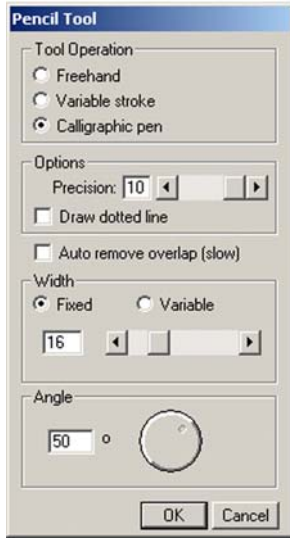 Pencil Tool
Tool Operation
Freehand
Variable stroke
Calligraphic pen
Options
Precision: 10
Draw dotted line
Auto remove overlap (slow)
Width
Fixed Variable
16
Angle
50 °
OK Cancel